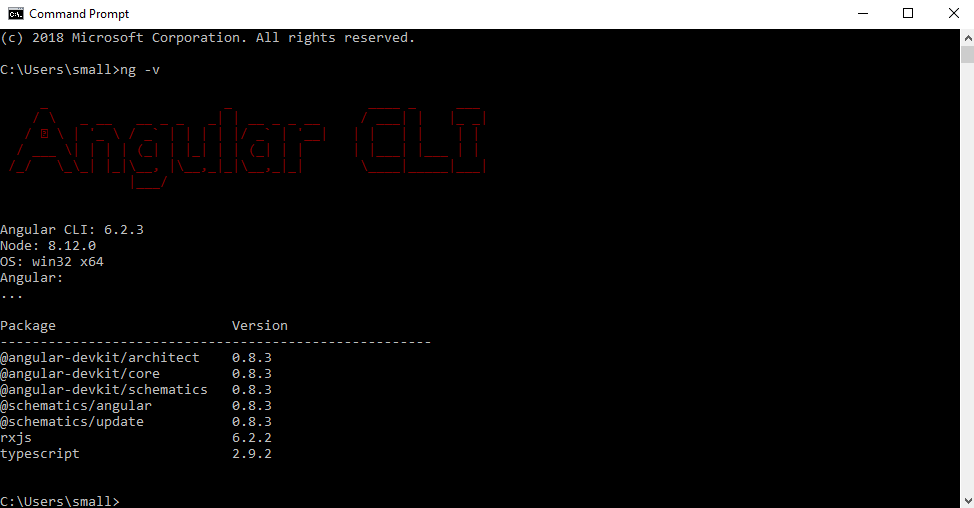 Command Prompt
(c) 2018 Microsoft Corporation. All rights reserved.
C:\Users\small>ng -v
Angular CLI
Angular CLI: 6.2.3
Node: 8.12.0
OS: win32 x64
Angular:
...
Package Version
------------------------------------------------------
@angular-devkit/architect 0.8.3
@angular-devkit/core 0.8.3
@angular-devkit/schematics 0.8.3
@schematics/angular 0.8.3
@schematics/update 0.8.3
rxjs 6.2.2
typescript 2.9.2
C:\Users\small>